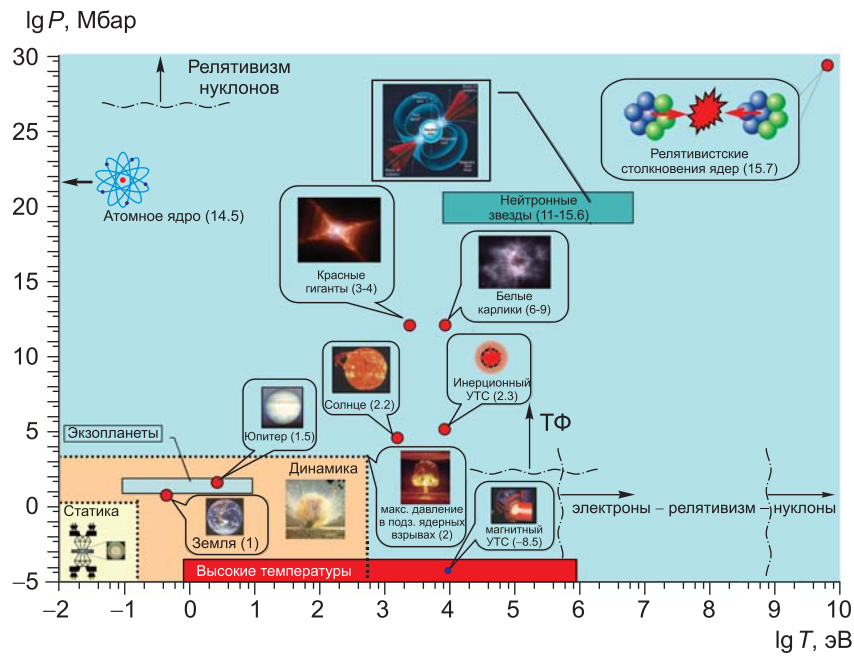 lg P, Мбар
30
25
20
15
10
5
0
–5
Релятивизм
нуклонов
Атомное ядро (14.5)
Релятивистские
столкновения ядер (15.7)
Нейтронные
звезды (11-15.6)
Красные
гиганты (3-4)
Белые
карлики (6-9)
Солнце (2.2)
Инерционный
УТС (2.3)
Юпитер (1.5)
ТФ
Экзопланеты
Динамика
Статика
Земля (1)
макс. давление
в подз. ядерных
взрывах (2)
магнитный
УТС (–8.5)
электроны – релятивизм – нуклоны
Высокие температуры
–2 –1 0 1 2 3 4 5 6 7 8 9 10
lg T, эВ